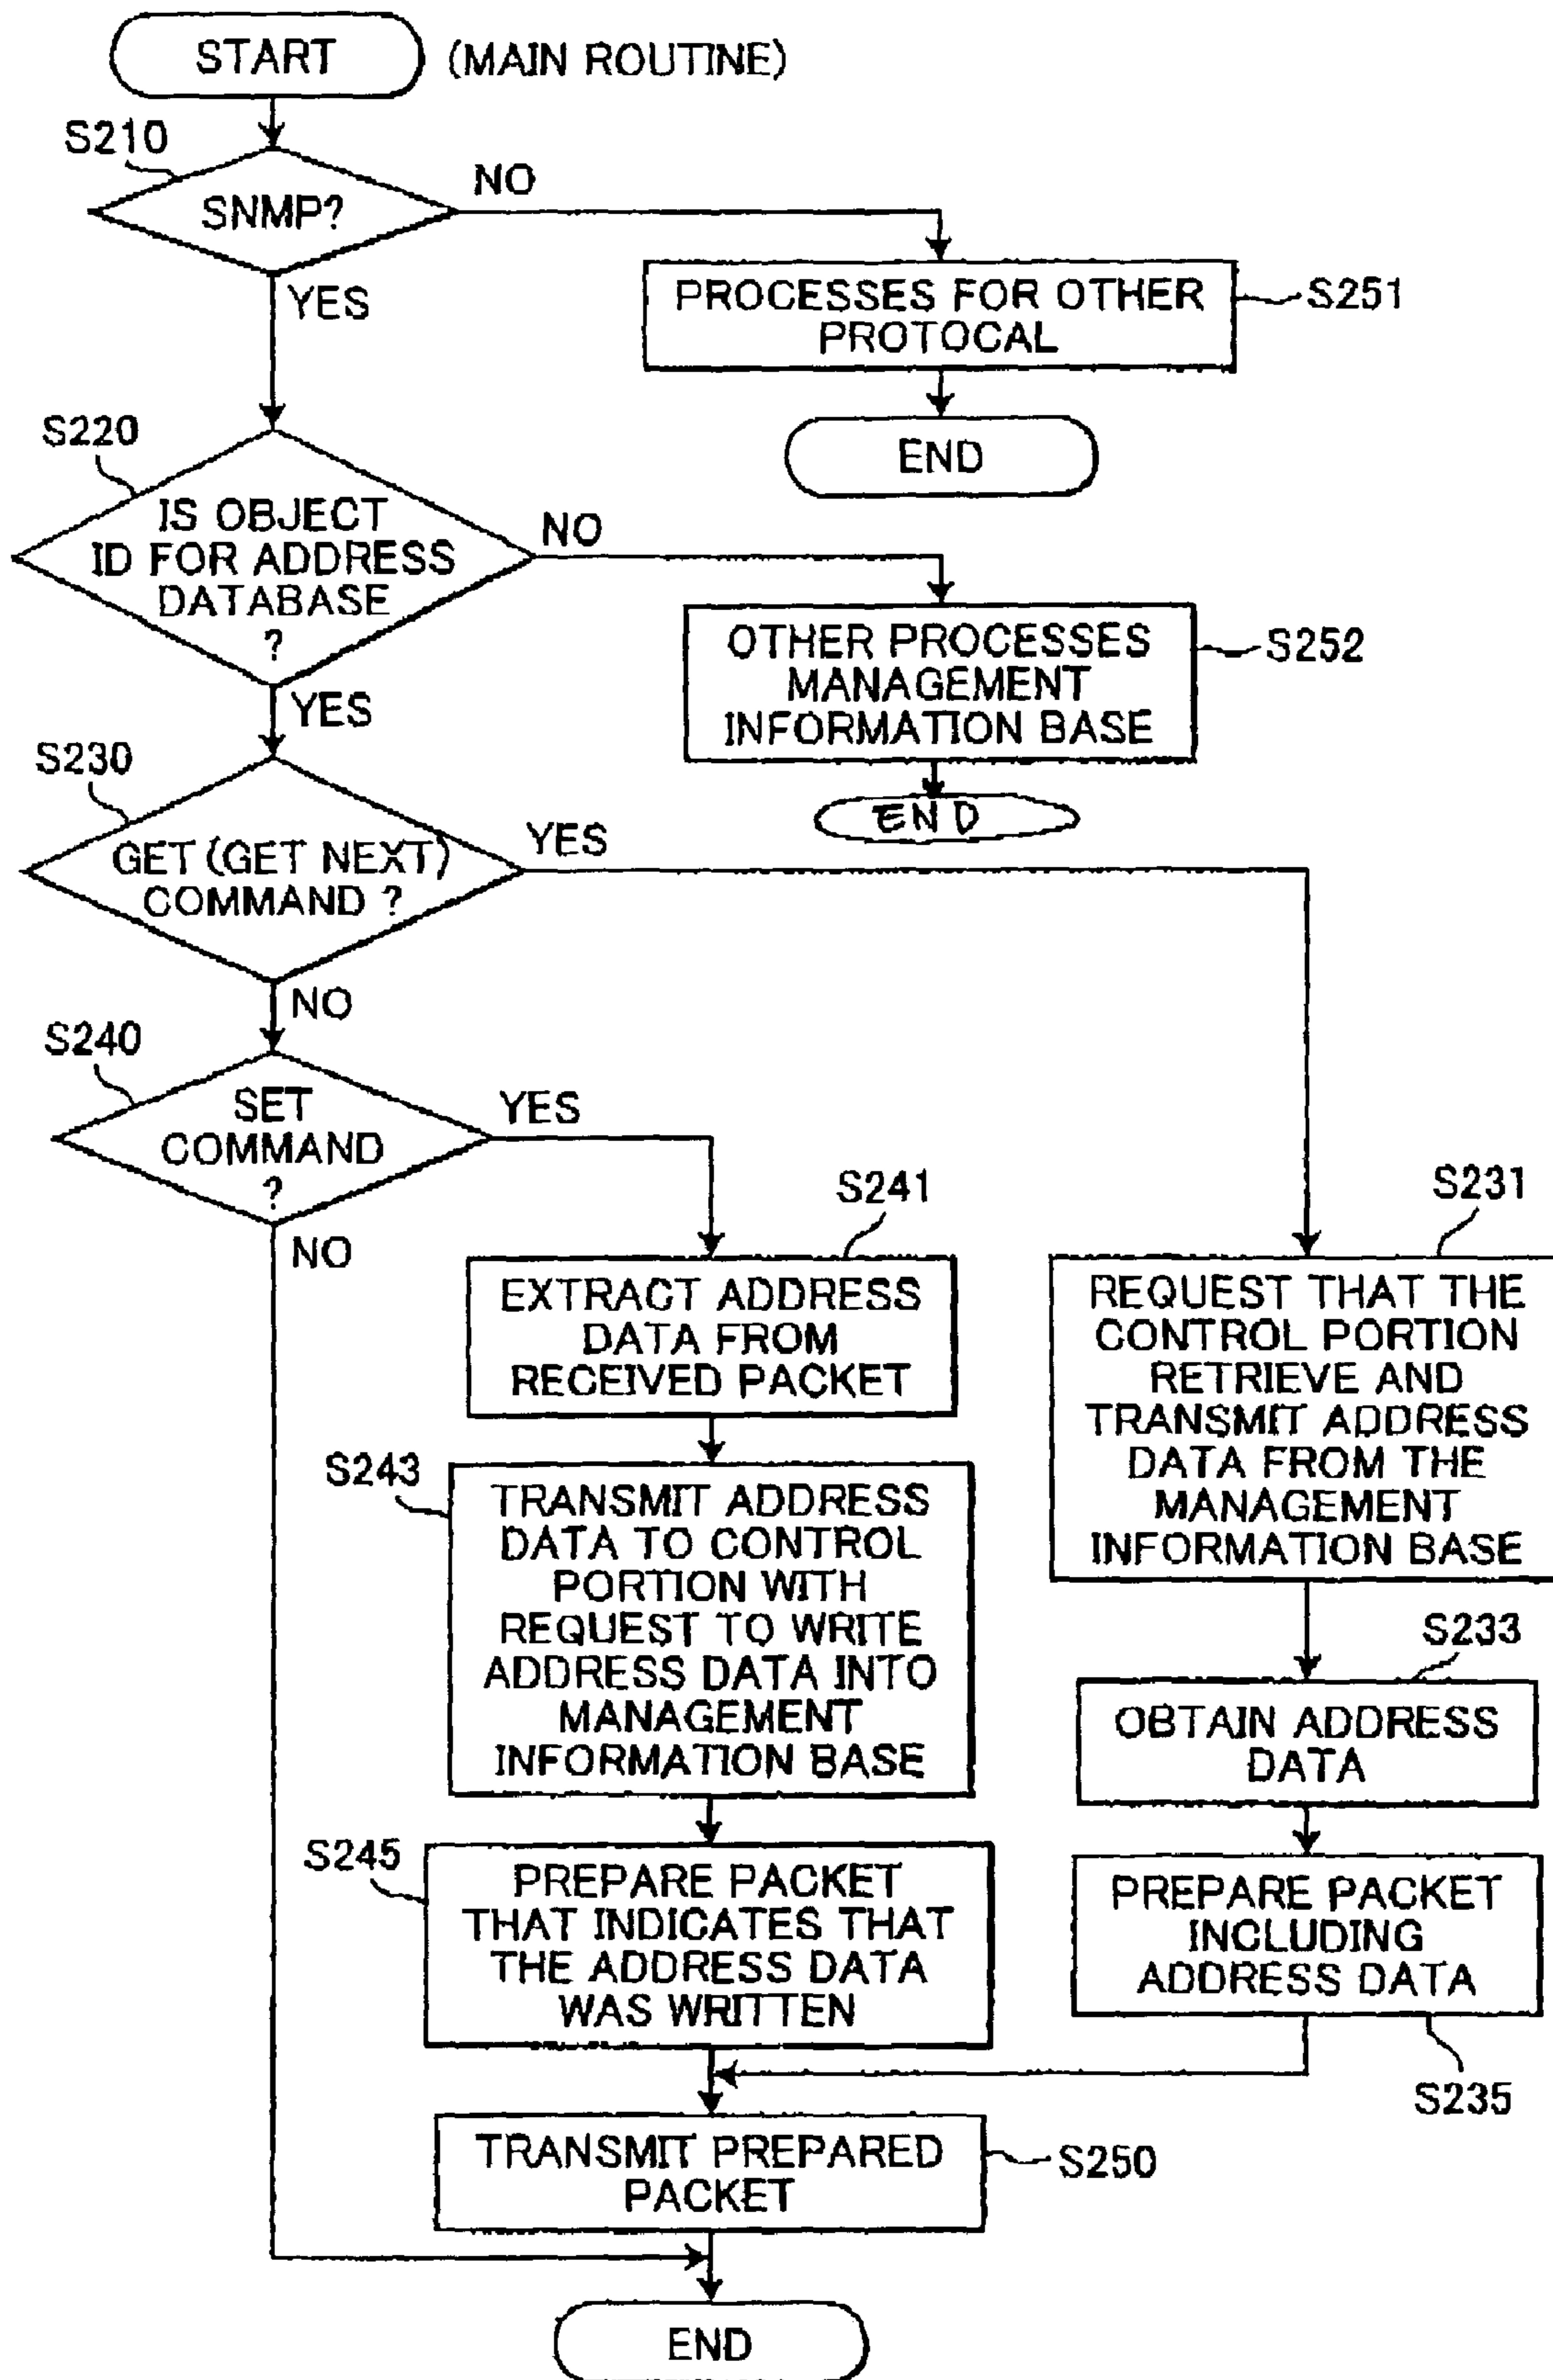 START
(MAIN ROUTINE)
S210
SNMP?
NO
YES
PROCESSES FOR OTHER
PROTOCAL
S251
END
S220
IS OBJECT
ID FOR ADDRESS
DATABASE
?
NO
YES
OTHER PROCESSES
MANAGEMENT
INFORMATION BASE
S252
END
S230
GET (GET NEXT)
COMMAND ?
YES
NO
S240
SET
COMMAND
?
YES
NO
S241
EXTRACT ADDRESS
DATA FROM
RECEIVED PACKET
S243
TRANSMIT ADDRESS
DATA TO CONTROL
PORTION WITH
REQUEST TO WRITE
ADDRESS DATA INTO
MANAGEMENT
INFORMATION BASE
S245
PREPARE PACKET
THAT INDICATES THAT
THE ADDRESS DATA
WAS WRITTEN
S231
REQUEST THAT THE
CONTROL PORTION
RETRIEVE AND
TRANSMIT ADDRESS
DATA FROM THE
MANAGEMENT
INFORMATION BASE
S233
OBTAIN ADDRESS
DATA
PREPARE PACKET
INCLUDING
ADDRESS DATA
S235
TRANSMIT PREPARED
PACKET
S250
END